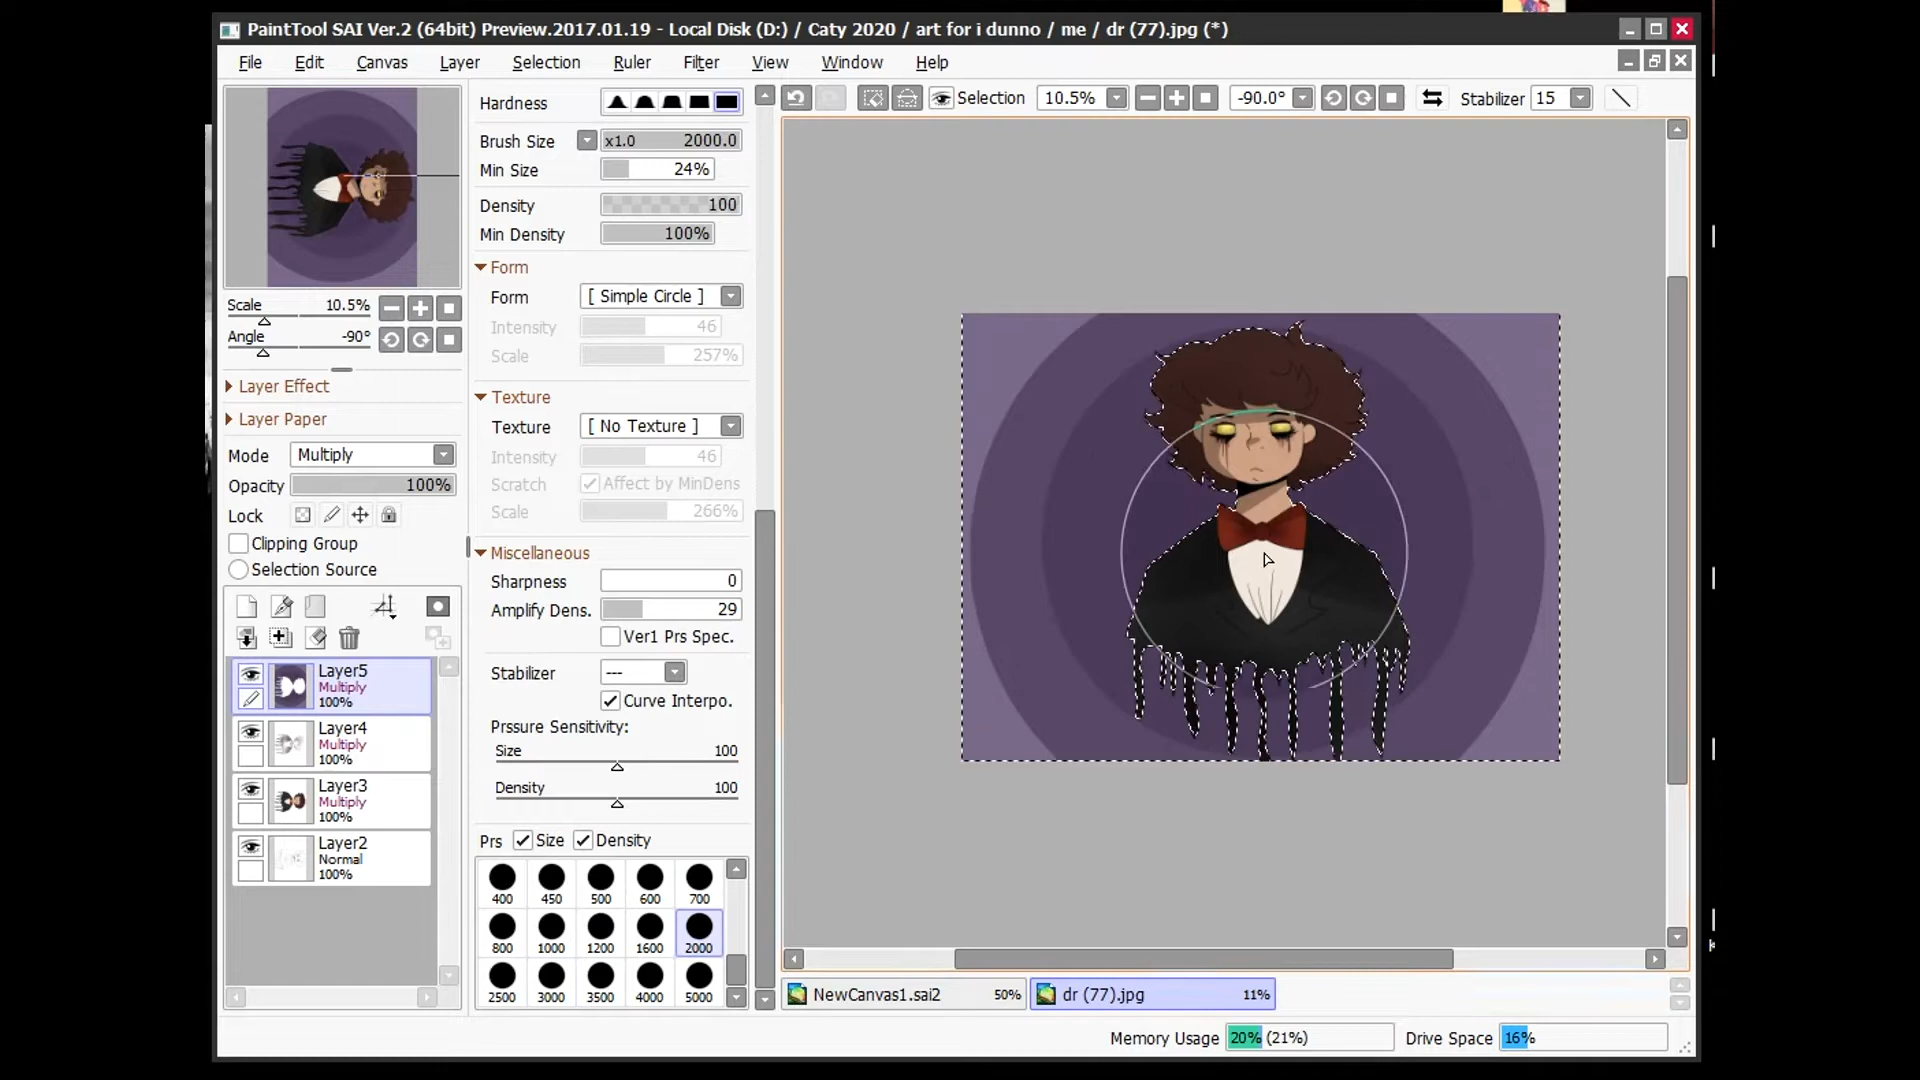 PaintTool SAI Ver.2 (64bit) Preview.2017.01.19 - Local Disk (D:) / Caty 2020 / art for i dunno / me / dr (77).jpg (*)
File Edit Canvas Layer Selection Ruler Filter View Window Help
Selection 10.5% -90.0° Stabilizer 15
Scale 10.5%
Angle -90°
Layer Effect
Layer Paper
Mode Multiply
Opacity 100%
Lock
Clipping Group
Selection Source
Layer5
Multiply
100%
Layer4
Multiply
100%
Layer3
Multiply
100%
Layer2
Normal
100%
Hardness
Brush Size x1.0 2000.0
Min Size 24%
Density 100
Min Density 100%
Form
Form [ Simple Circle ]
Intensity 46
Scale 257%
Texture
Texture [ No Texture ]
Intensity 46
Scratch Affect by MinDens
Scale 266%
Miscellaneous
Sharpness 0
Amplify Dens. 29
Ver1 Prs Spec.
Stabilizer ---
Curve Interpo.
Prssure Sensitivity:
Size 100
Density 100
Prs Size Density
400 450 500 600 700
800 1000 1200 1600 2000
2500 3000 3500 4000 5000
NewCanvas1.sai2 50% dr (77).jpg 11%
Memory Usage 20% (21%) Drive Space 16%